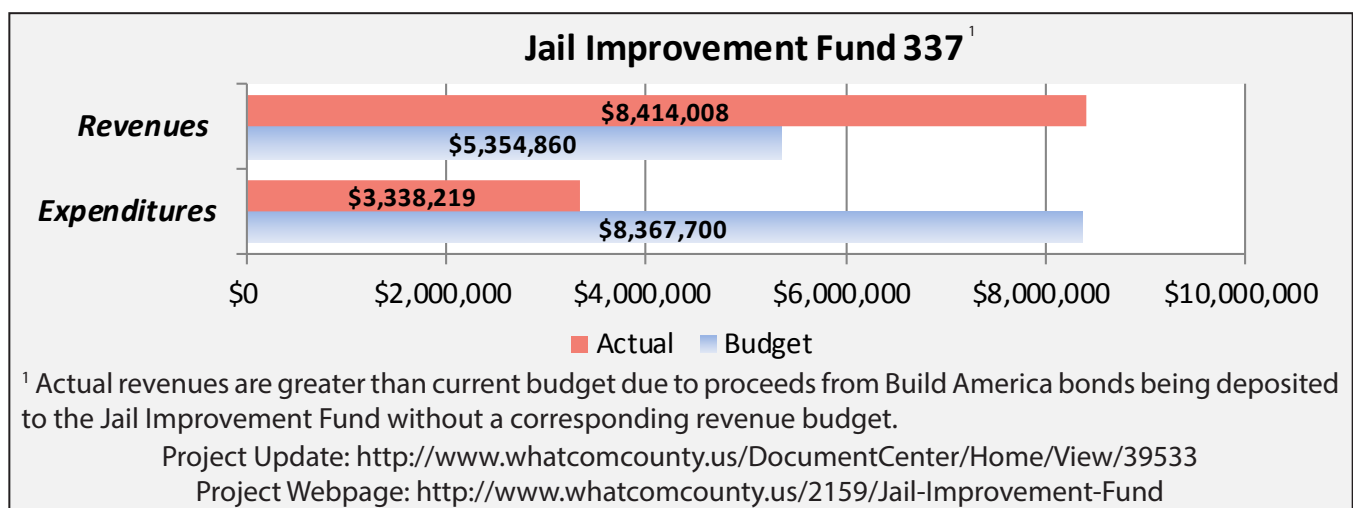 Jail Improvement Fund 337 1
Revenues
$8,414,008
$5,354,860
Expenditures
$3,338,219
$8,367,700
$0 $2,000,000 $4,000,000 $6,000,000 $8,000,000 $10,000,000
Actual Budget
1 Actual revenues are greater than current budget due to proceeds from Build America bonds being deposited
to the Jail Improvement Fund without a corresponding revenue budget.
Project Update: http://www.whatcomcounty.us/DocumentCenter/Home/View/39533
Project Webpage: http://www.whatcomcounty.us/2159/Jail-Improvement-Fund